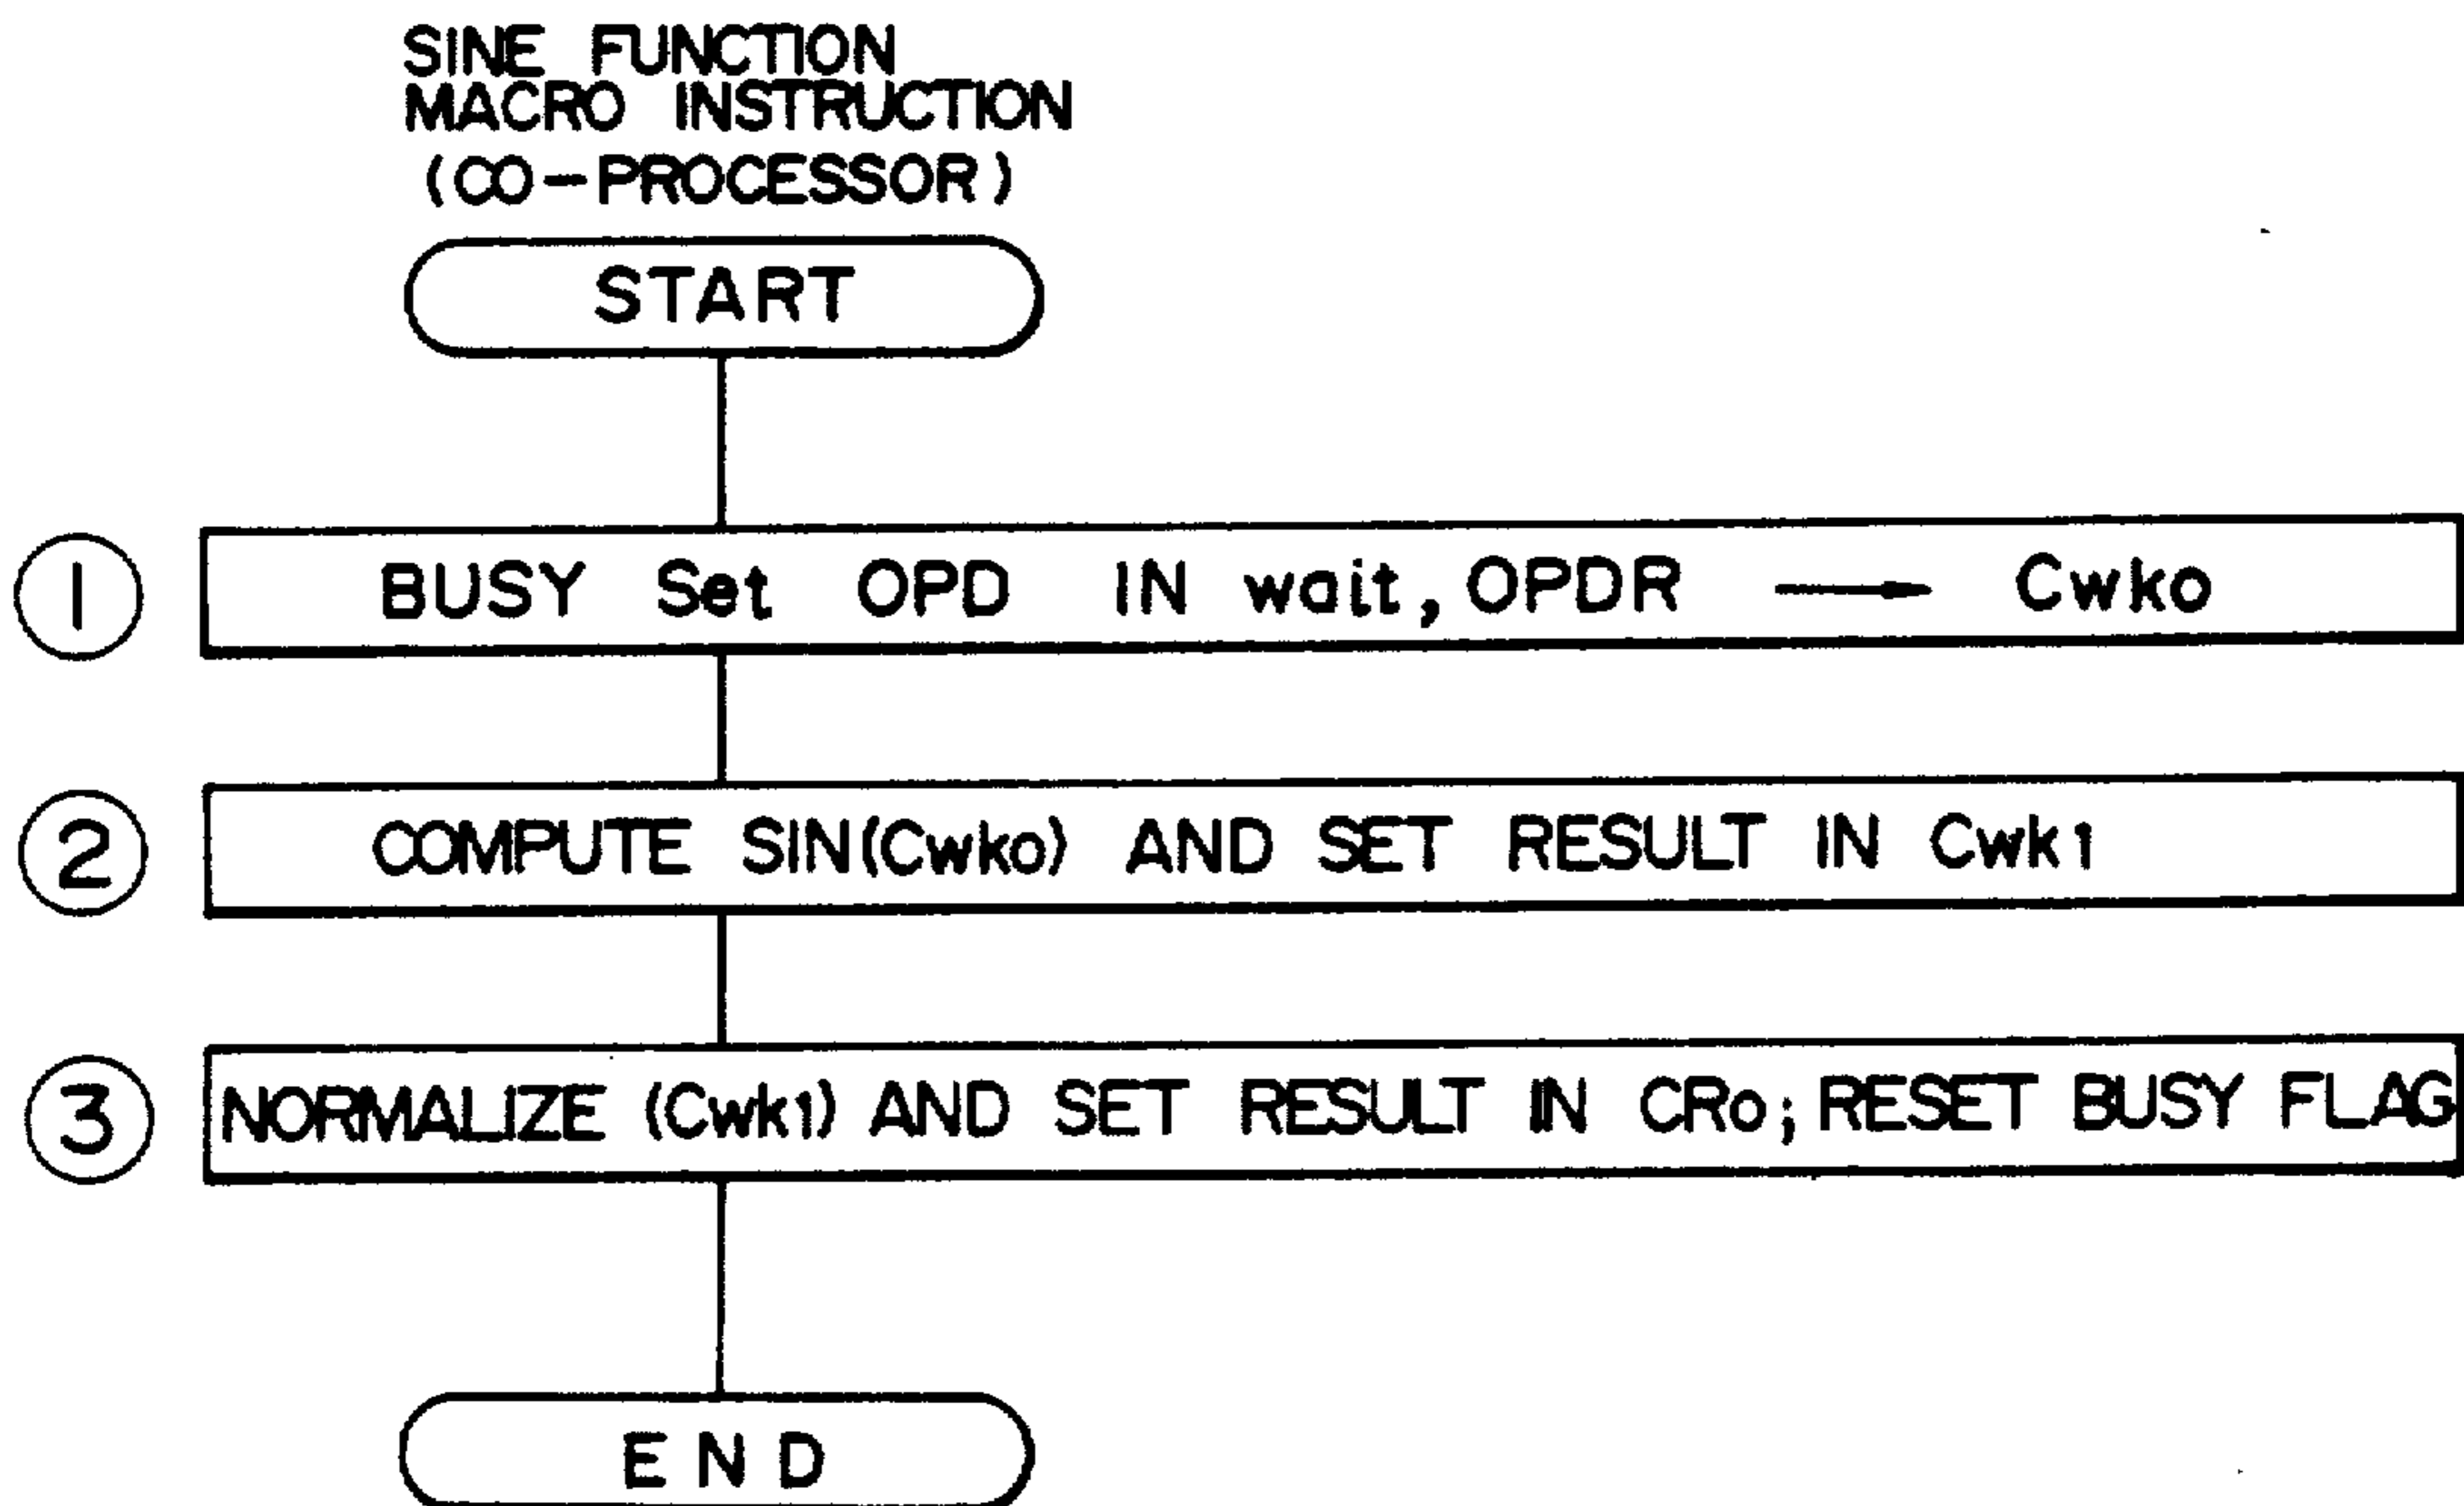 SINE FUNCTION
MACRO INSTRUCTION
(CO-PROCESSOR)
START
1 BUSY Set OPD IN wait, OPDR → Cwko
2 COMPUTE SIN(Cwko) AND SET RESULT IN Cwk1
3 NORMALIZE (Cwk1) AND SET RESULT IN CRo; RESET BUSY FLAG
END